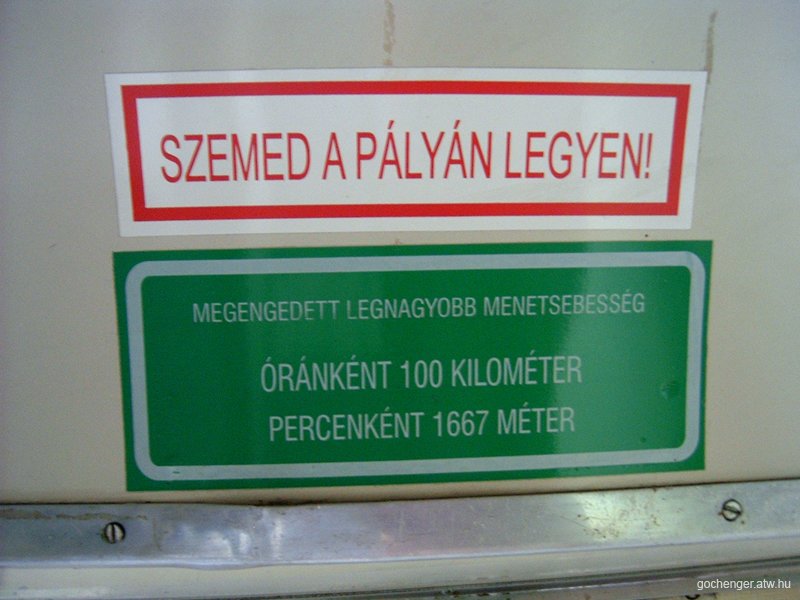 SZEMED A PÁLYÁN LEGYEN!
MEGENGEDETT LEGNAGYOBB MENETSEBESSÉG
ÓRÁNKÉNT 100 KILOMÉTER
PERCENKÉNT 1667 MÉTER
gochenger.atw.hu